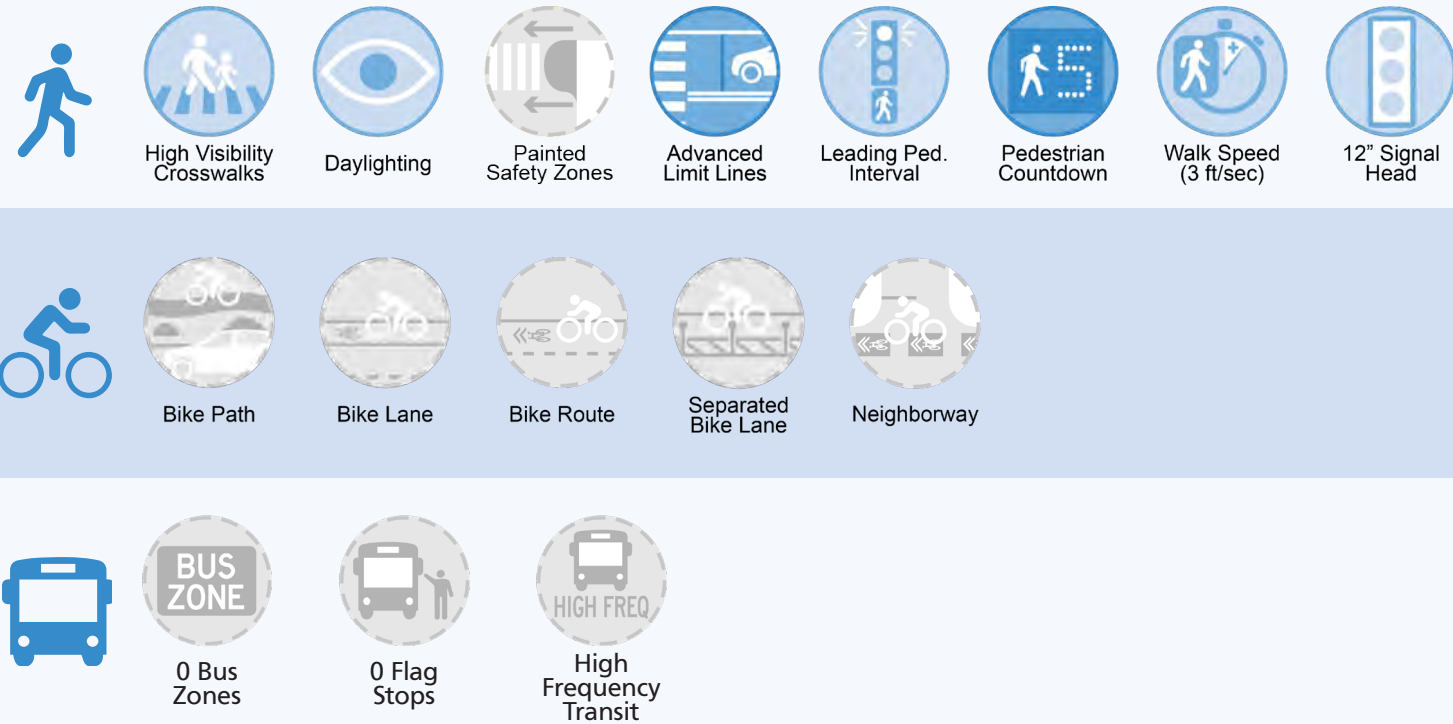 High Visibility
Crosswalks
Daylighting
Painted
Safety Zones
Advanced
Limit Lines
Leading Ped.
Interval
5
Pedestrian
Countdown
Walk Speed
(3 ft/sec)
12” Signal
Head
Bike Path
Bike Lane
Bike Route
Separated
Bike Lane
Neighborway
BUS
ZONE
0 Bus
Zones
0 Flag
Stops
HIGH FREQ
High
Frequency
Transit